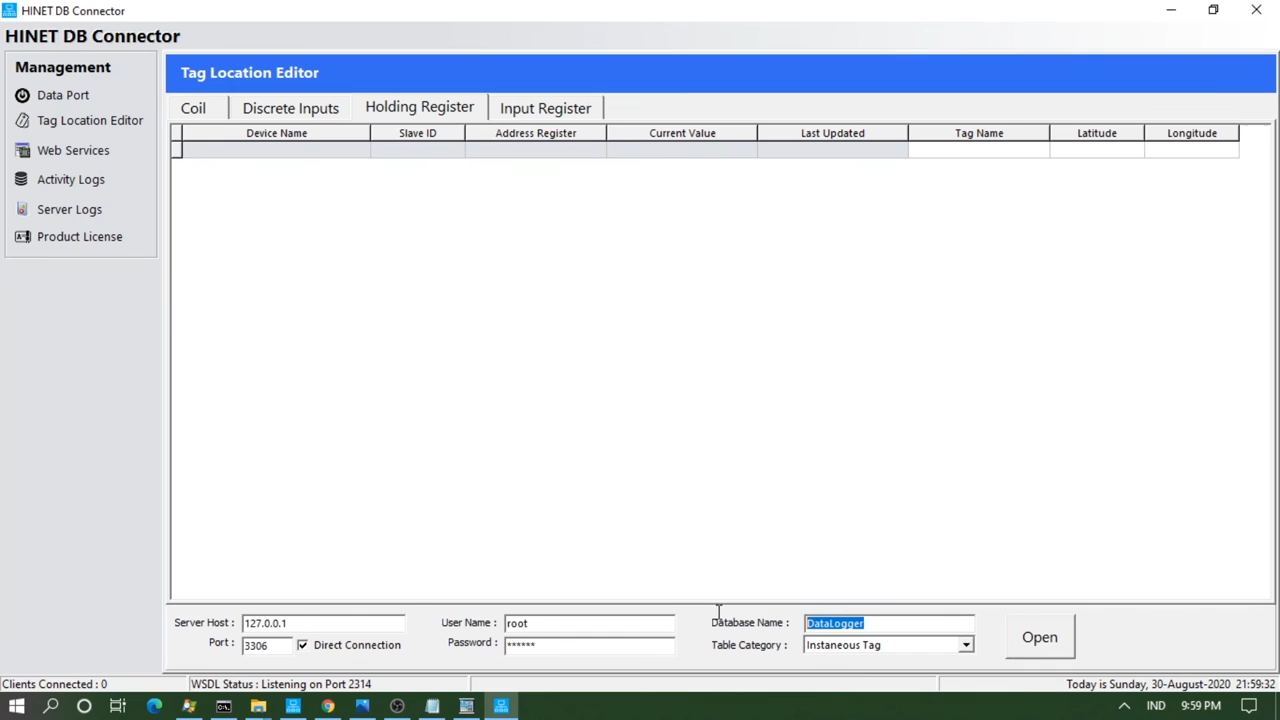 HINET DB Connector
HINET DB Connector
Management
Data Port
Tag Location Editor
Web Services
Activity Logs
Server Logs
Product License
Tag Location Editor
Coil Discrete Inputs Holding Register Input Register
Device Name Slave ID Address Register Current Value Last Updated Tag Name Latitude Longitude
Server Host : 127.0.0.1 User Name : root Database Name : DataLogger
Port : 3306 Direct Connection Password : ****** Table Category : Instaneous Tag
Open
Clients Connected : 0 WSDL Status : Listening on Port 2314 Today is Sunday, 30-August-2020 21:59:32
IND 9:59 PM